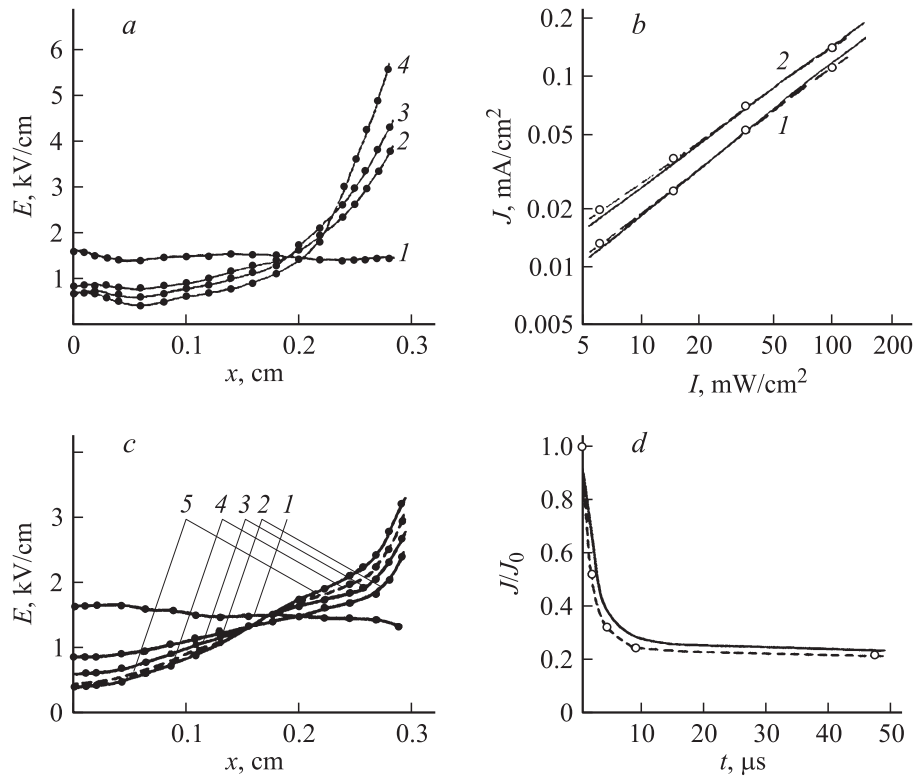 a
E, kV/cm
6
5
4
3
2
1
4
3
2
1
0 0.1 0.2 0.3
x, cm
b
J, mA/cm²
0.2
0.1
0.05
0.02
0.01
0.005
2
1
5 10 20 50 100 200
I, mW/cm²
c
E, kV/cm
3
2
1
0
5 4 3 2 1
0.1 0.2 0.3
x, cm
d
J/J₀
1.0
0.8
0.6
0.4
0.2
0
10 20 30 40 50
t, μs